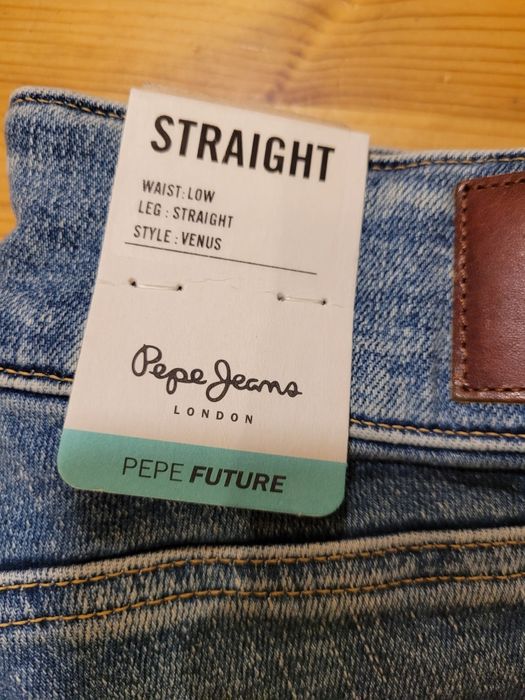 STRAIGHT
WAIST: LOW
LEG : STRAIGHT
STYLE : VENUS
Pepe Jeans
LONDON
PEPE FUTURE